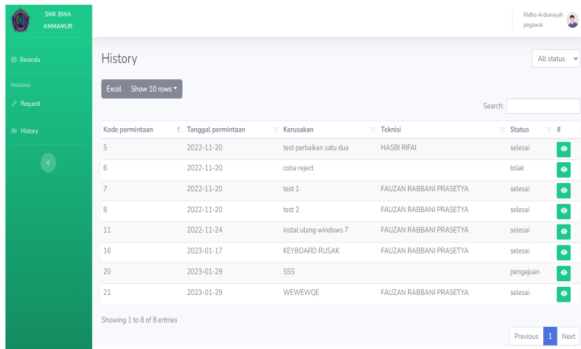 SMK BINA
AMMANUR
Ridho Ardiansyah
pegawai
Beranda
Request
History
History
All status
Excel Show 10 rows
Search:
Kode permintaan Tanggal permintaan Kerusakan Teknisi Status #
5 2022-11-20 test perbaikan satu dua HASBI RIFAI selesai
6 2022-11-20 coba reject tolak
7 2022-11-20 test 1 FAUZAN RABBANI PRASETYA selesai
8 2022-11-20 test 2 FAUZAN RABBANI PRASETYA selesai
11 2022-11-24 instal ulang windows 7 FAUZAN RABBANI PRASETYA selesai
16 2023-01-17 KEYBOARD RUSAK FAUZAN RABBANI PRASETYA selesai
20 2023-01-29 SSS pengajuan
21 2023-01-29 WEWEWQE FAUZAN RABBANI PRASETYA selesai
Showing 1 to 8 of 8 entries
Previous 1 Next